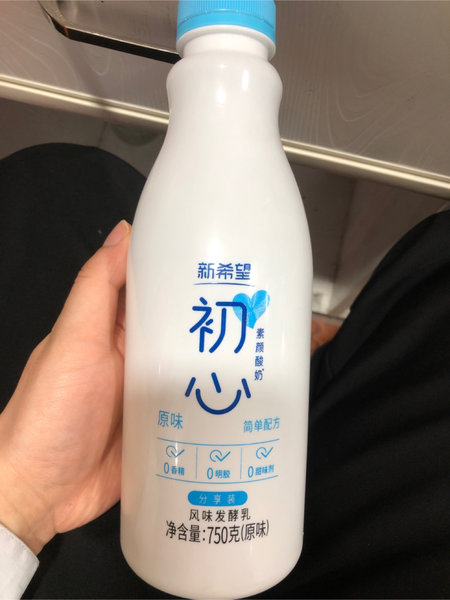 新希望
初心
素颜酸奶
原味
简单配方
0香精 0明胶 0甜味剂
分享装
风味发酵乳
净含量:750克(原味)